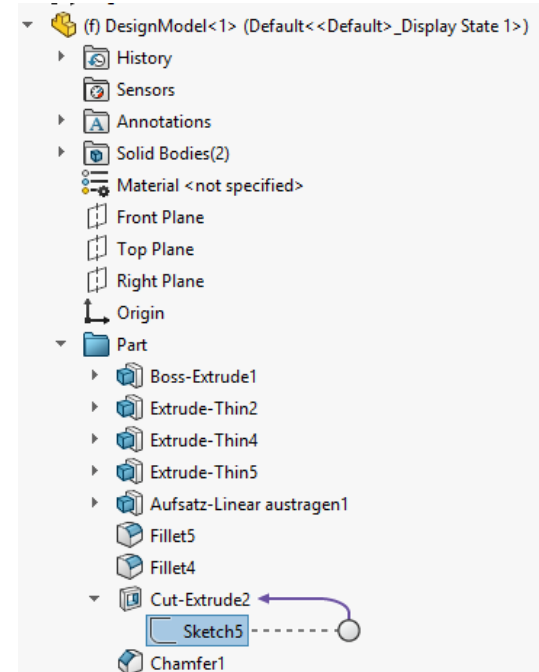 (f) DesignModel<1> (Default<<Default>_Display State 1>)
History
Sensors
Annotations
Solid Bodies(2)
Material <not specified>
Front Plane
Top Plane
Right Plane
Origin
Part
Boss-Extrude1
Extrude-Thin2
Extrude-Thin4
Extrude-Thin5
Aufsatz-Linear austragen1
Fillet5
Fillet4
Cut-Extrude2
Sketch5
Chamfer1